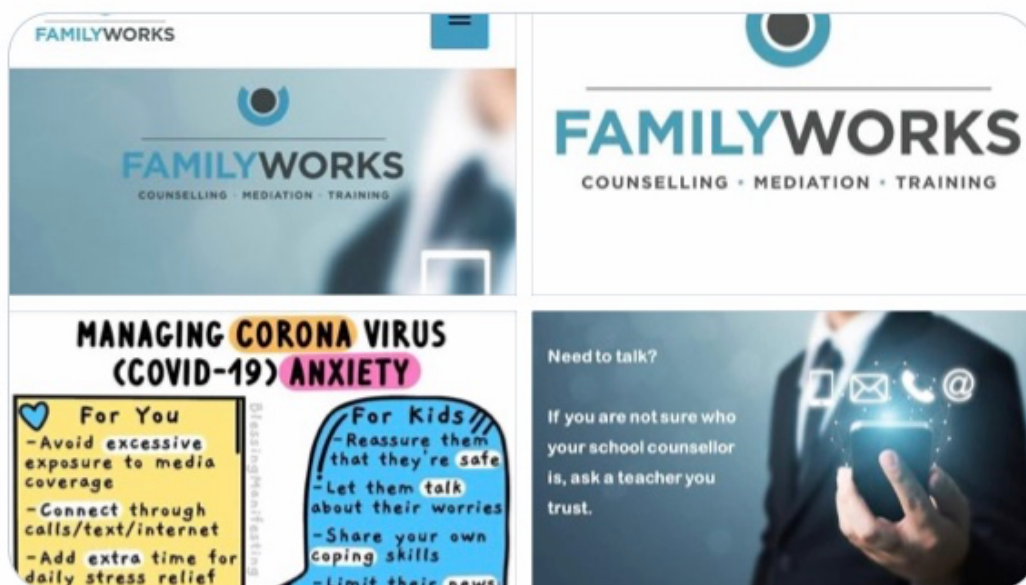 FAMILYWORKS
FAMILYWORKS
COUNSELLING · MEDIATION · TRAINING
FAMILYWORKS
COUNSELLING · MEDIATION · TRAINING
MANAGING CORONA VIRUS
(COVID-19) ANXIETY
For You
-Avoid excessive
exposure to media
coverage
-Connect through
calls/text/internet
-Add extra time for
daily stress relief
BlessingManifesting
For Kids
-Reassure them
that they're safe
-Let them talk
about their worries
-Share your own
coping skills
-Limit their news
Need to talk?
If you are not sure who
your school counsellor
is, ask a teacher you
trust.
@